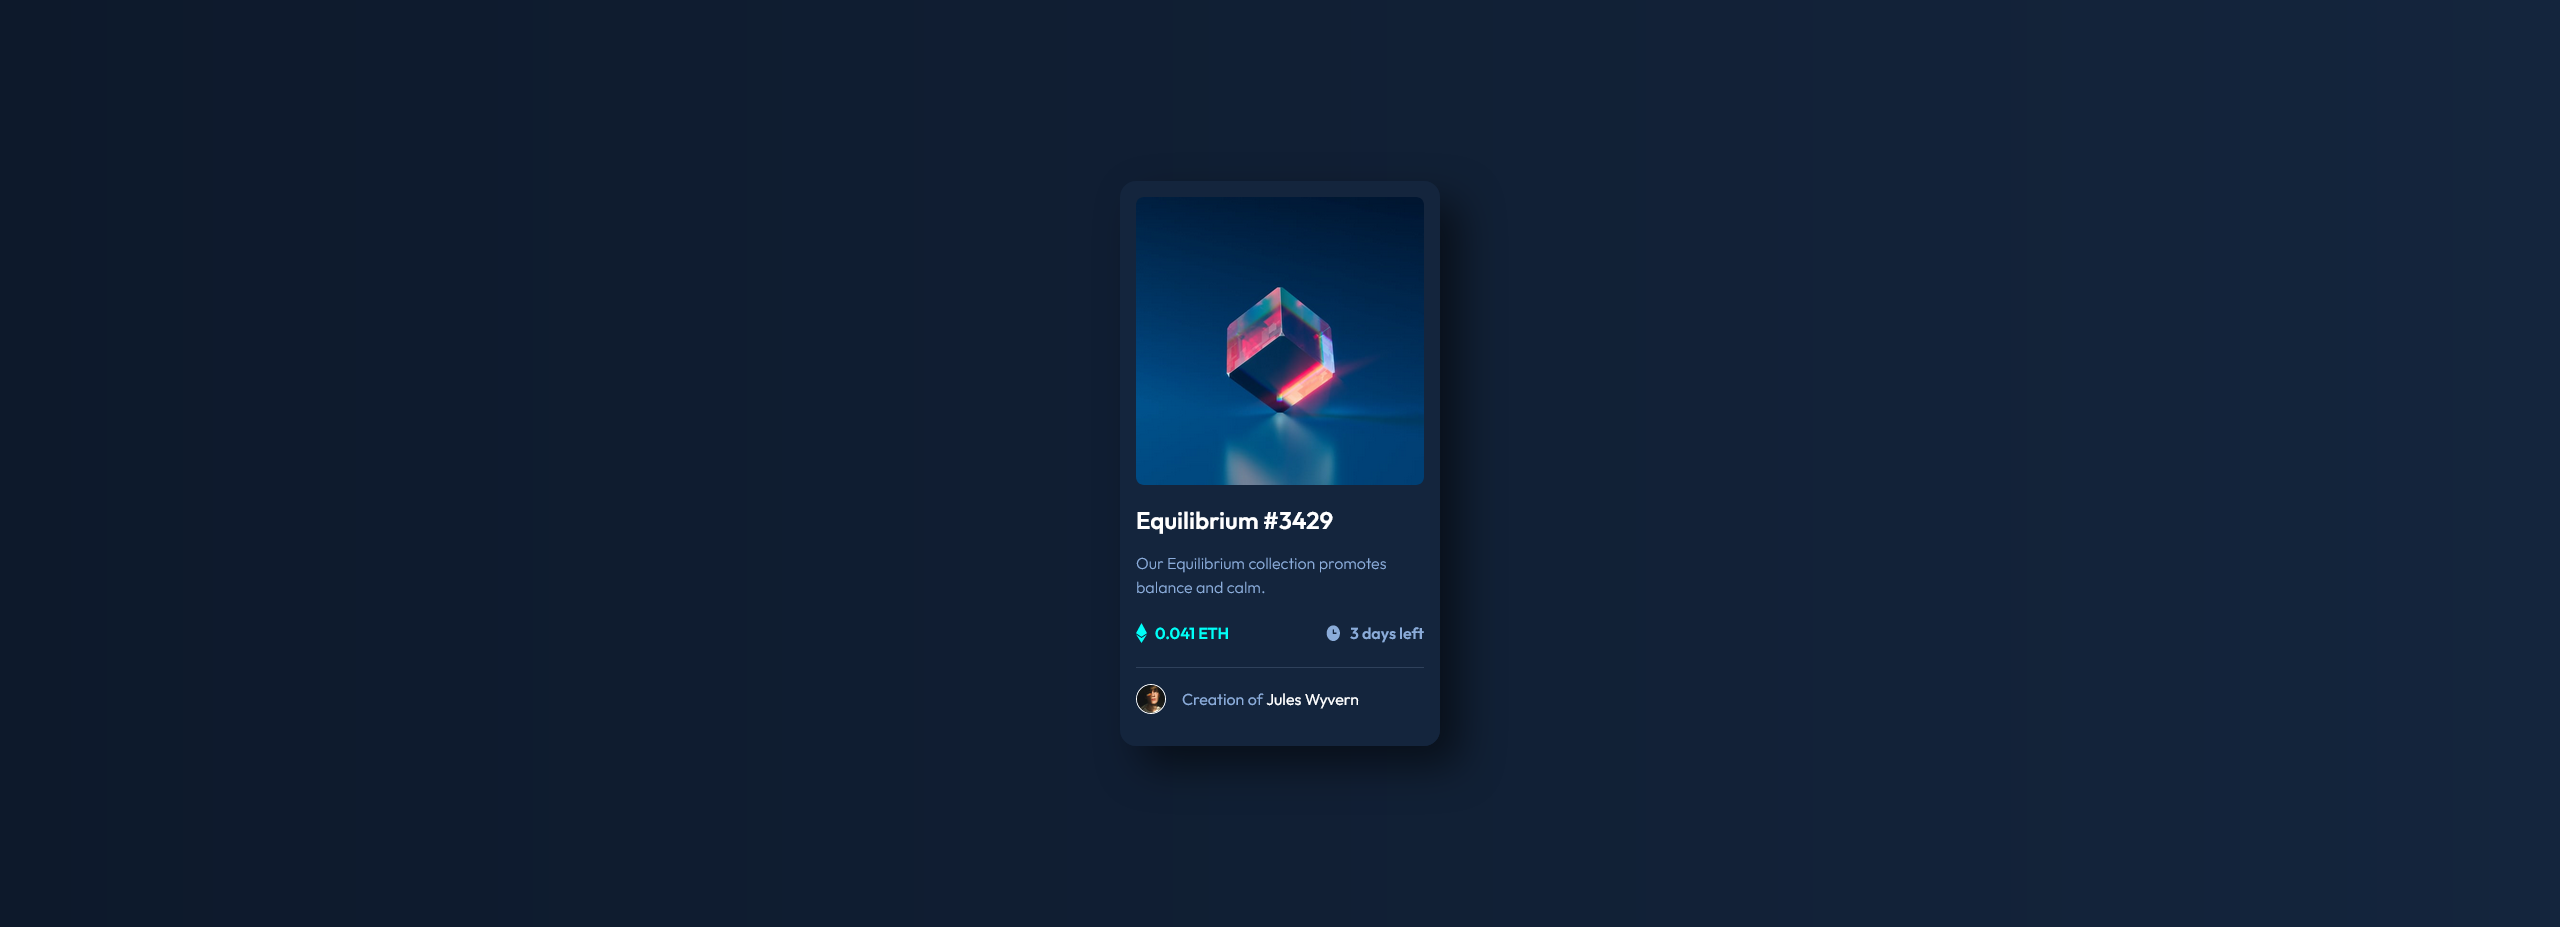 Equilibrium #3429
Our Equilibrium collection promotes
balance and calm.
0.041 ETH
3 days left
Creation of Jules Wyvern